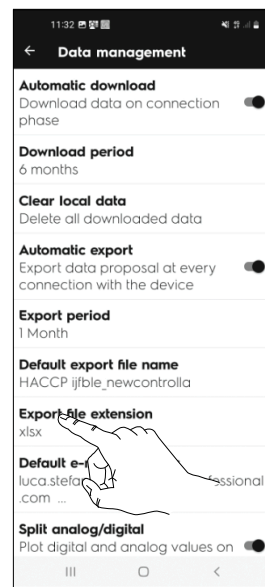 11:32
Data management
Automatic download
Download data on connection
phase
Download period
6 months
Clear local data
Delete all downloaded data
Automatic export
Export data proposal at every
connection with the device
Export period
1 Month
Default export file name
HACCP ijfble_newcontrolla
Export file extension
xlsx
Default
.com ...
Split analog/digital
Plot digital and analog values on